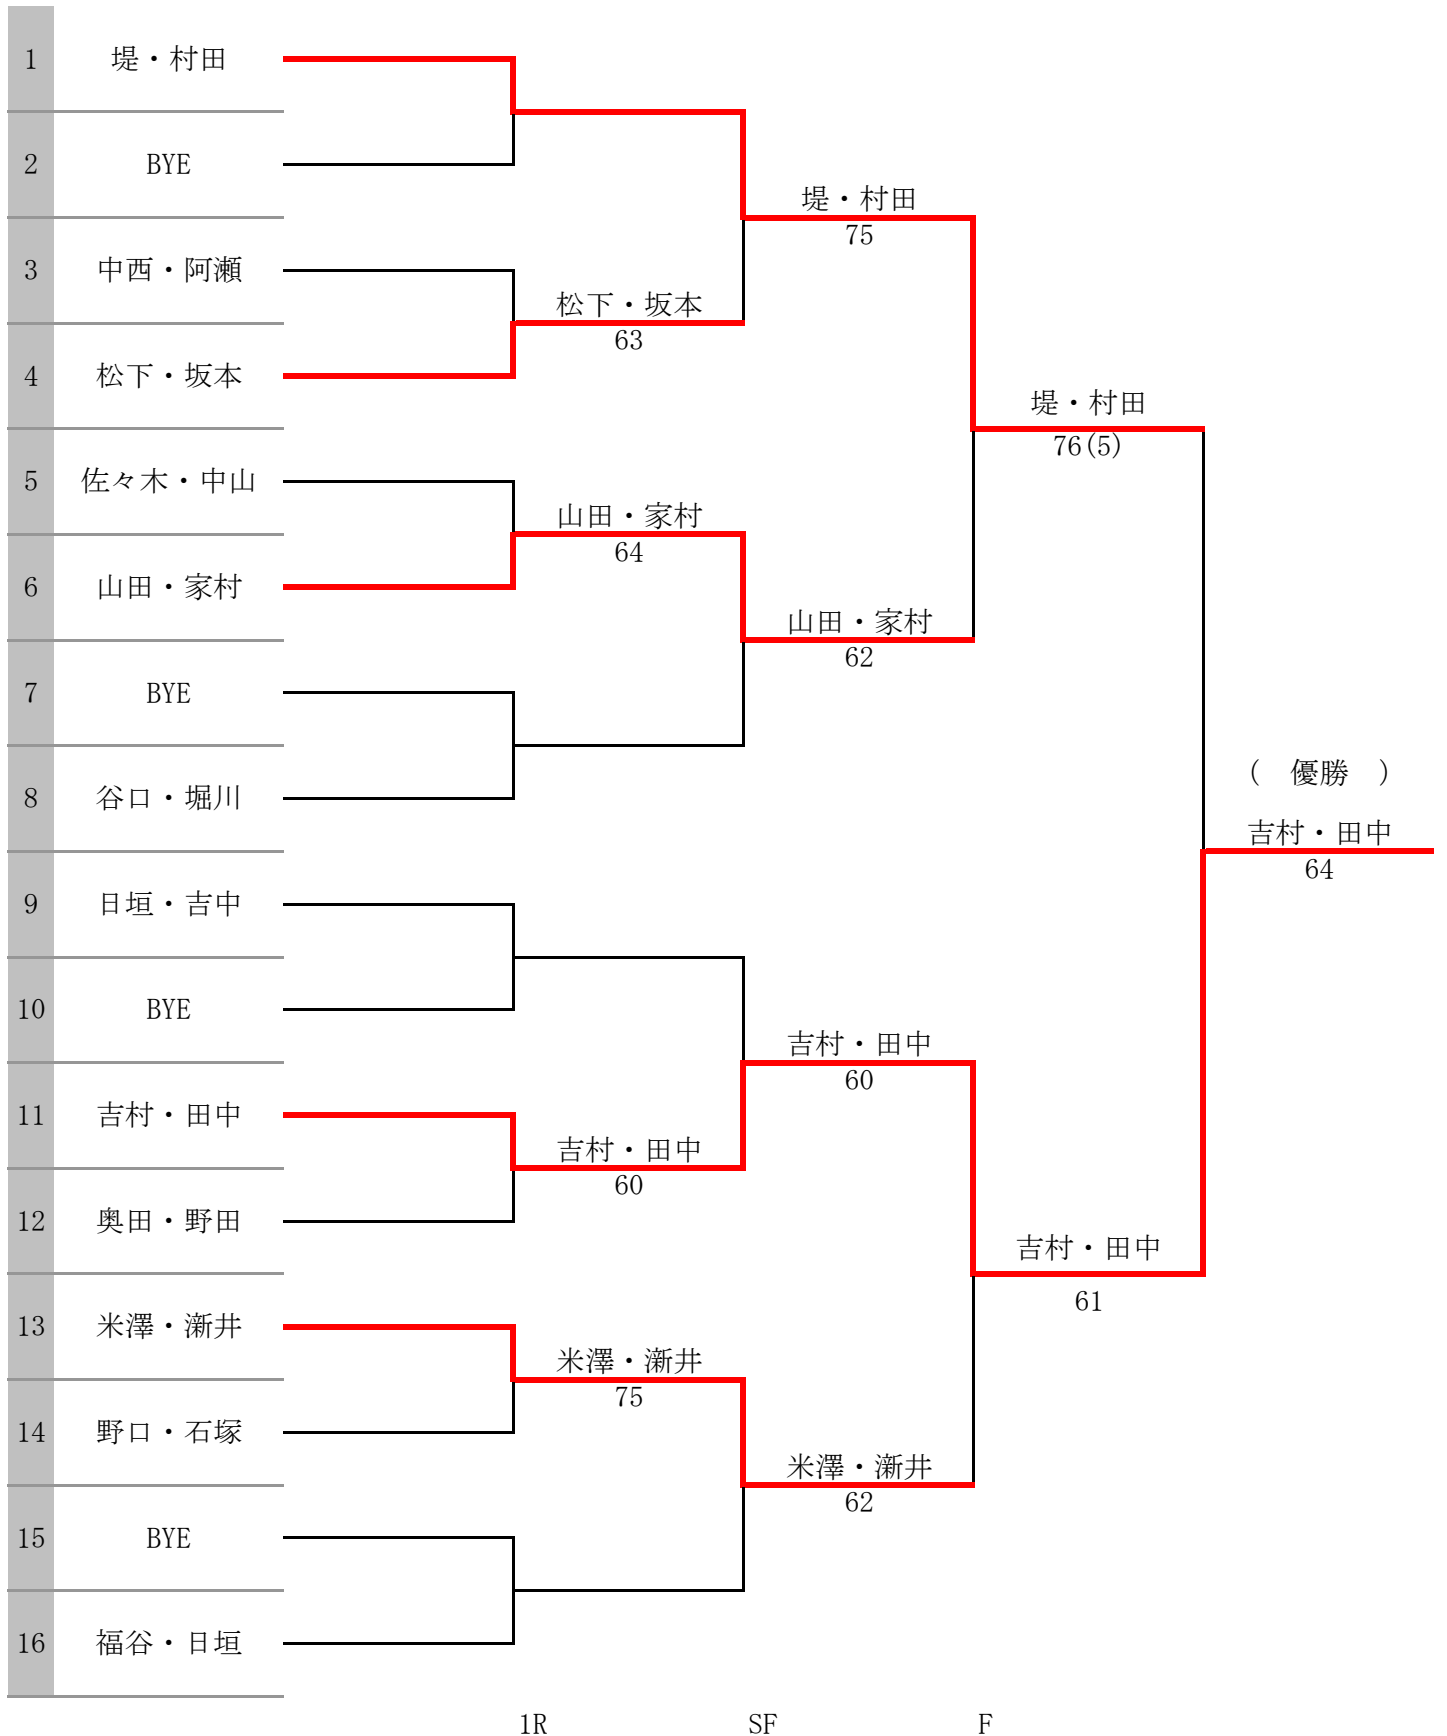 1 堤・村田
2 BYE
堤・村田
75
3 中西・阿瀬
松下・坂本
63
4 松下・坂本
堤・村田
76(5)
5 佐々木・中山
山田・家村
64
6 山田・家村
山田・家村
62
7 BYE
(　優勝　)
8 谷口・堀川
吉村・田中
64
9 日垣・吉中
10 BYE
吉村・田中
60
11 吉村・田中
吉村・田中
60
12 奥田・野田
吉村・田中
61
13 米澤・漸井
米澤・漸井
75
14 野口・石塚
米澤・漸井
62
15 BYE
16 福谷・日垣
1R SF F